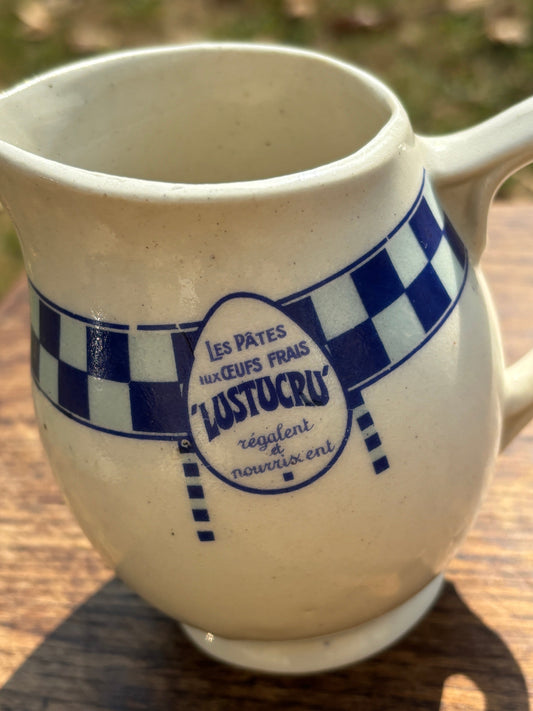 LES PÂTES
AUX ŒUFS FRAIS
'LUSTUCRU'
régalent
et
nourrissent